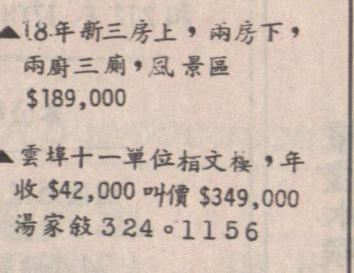 ▲18年新三房上，兩房下，
兩廚三廁，風景區
$189,000
▲雲埠十一單位栢文樓，年
收 $42,000 叫價 $349,000
湯家敍 324。1156